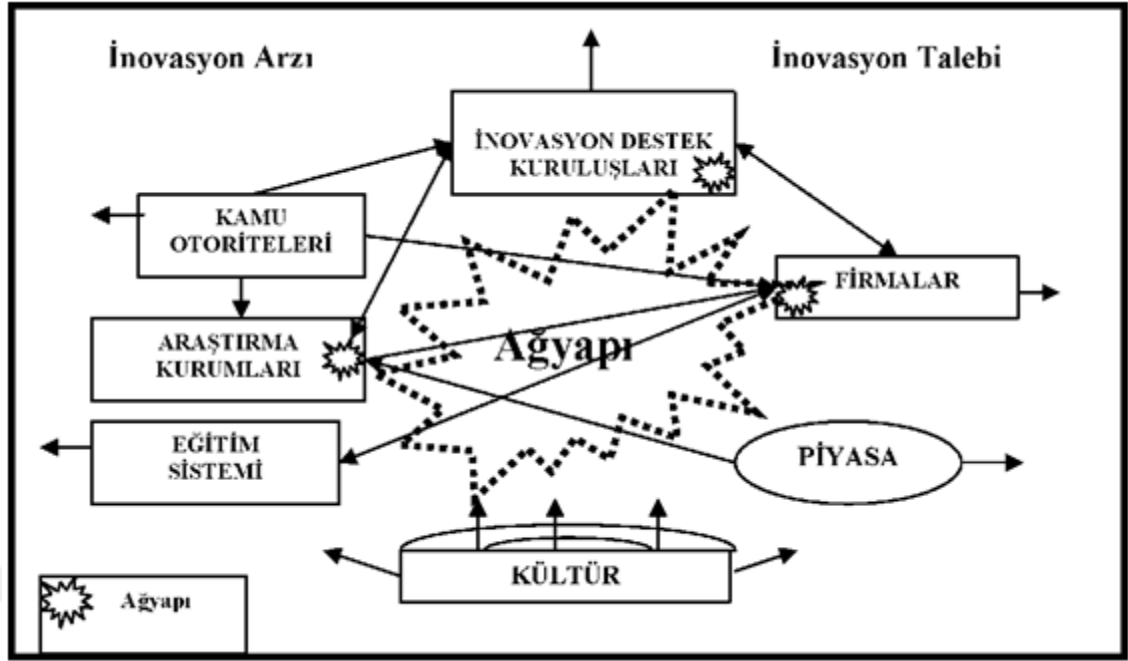 İnovasyon Arzı
İnovasyon Talebi
İNOVASYON DESTEK
KURULUŞLARI
KAMU
OTORİTELERİ
FİRMALAR
ARAŞTIRMA
KURUMLARI
Ağyapı
EĞİTİM
SİSTEMİ
PİYASA
KÜLTÜR
Ağyapı